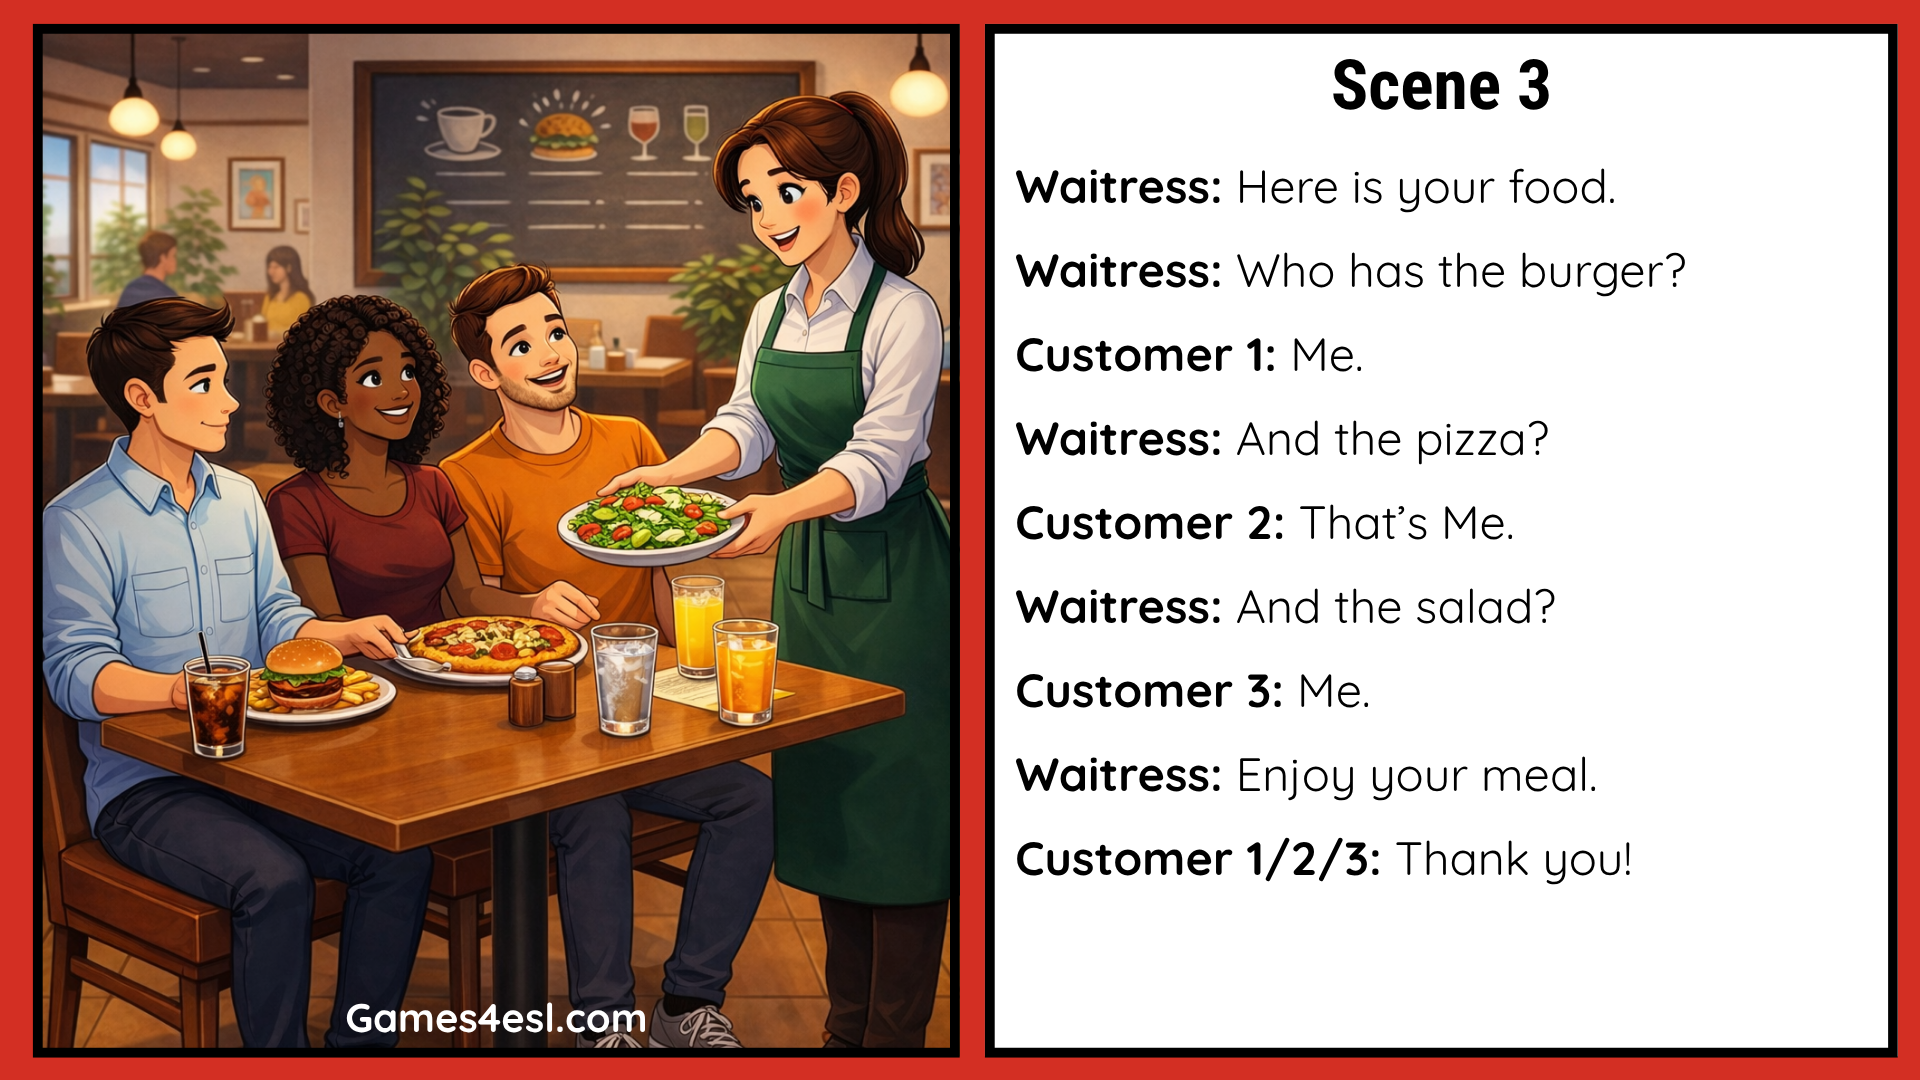 Scene 3
Waitress: Here is your food.
Waitress: Who has the burger?
Customer 1: Me.
Waitress: And the pizza?
Customer 2: That’s Me.
Waitress: And the salad?
Customer 3: Me.
Waitress: Enjoy your meal.
Customer 1/2/3: Thank you!
Games4esl.com